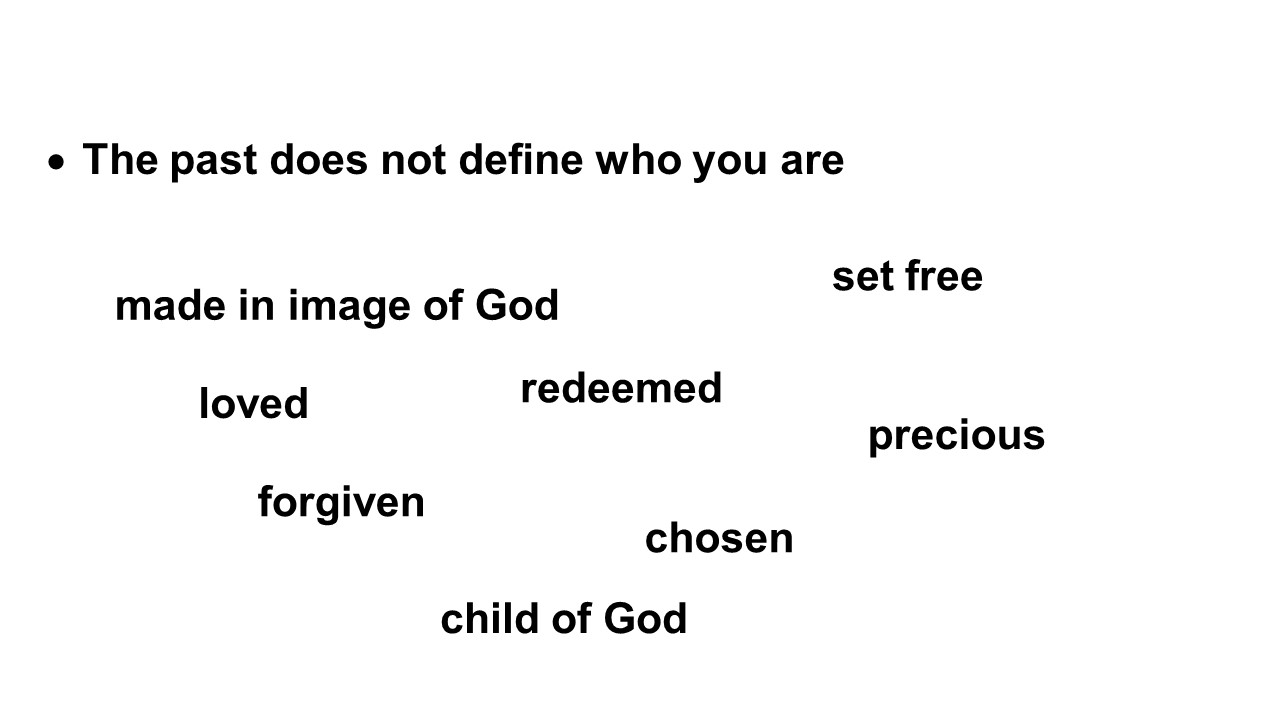 • The past does not define who you are
set free
made in image of God
redeemed
loved
precious
forgiven
chosen
child of God